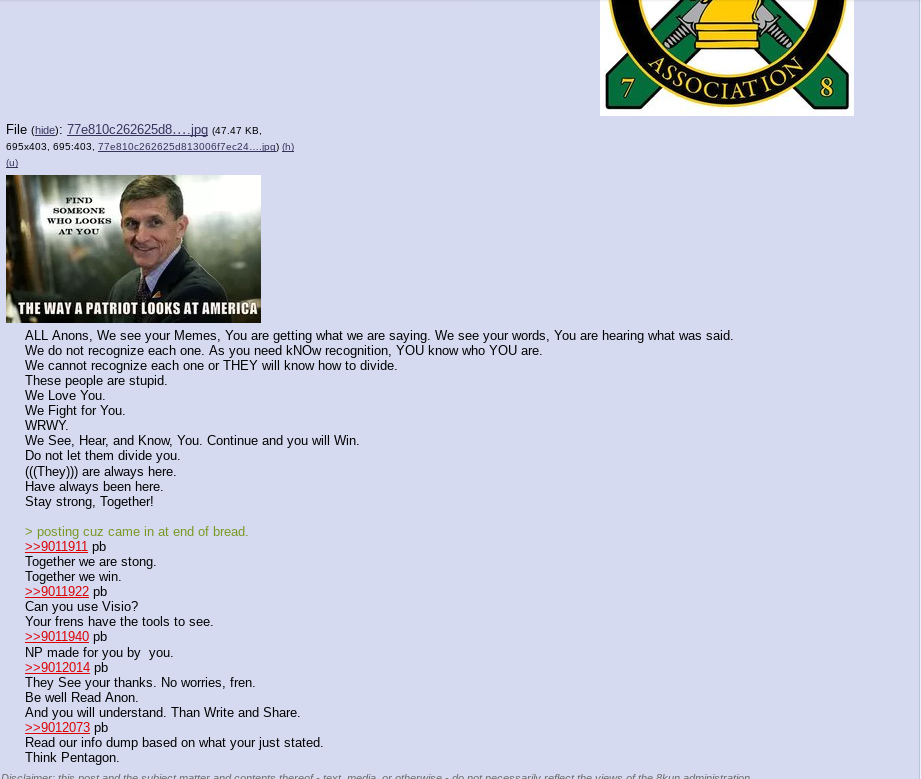 7
ASSOCIATION
8
File (hide): 77e810c262625d8….jpg (47.47 KB,
695x403, 695:403, 77e810c262625d813006f7ec24….jpg) (h)
(u)
FIND
SOMEONE
WHO LOOKS
AT YOU
THE WAY A PATRIOT LOOKS AT AMERICA
ALL Anons, We see your Memes, You are getting what we are saying. We see your words, You are hearing what was said.
We do not recognize each one. As you need kNOw recognition, YOU know who YOU are.
We cannot recognize each one or THEY will know how to divide.
These people are stupid.
We Love You.
We Fight for You.
WRWY.
We See, Hear, and Know, You. Continue and you will Win.
Do not let them divide you.
(((They))) are always here.
Have always been here.
Stay strong, Together!
> posting cuz came in at end of bread.
>>9011911 pb
Together we are stong.
Together we win.
>>9011922 pb
Can you use Visio?
Your frens have the tools to see.
>>9011940 pb
NP made for you by  you.
>>9012014 pb
They See your thanks. No worries, fren.
Be well Read Anon.
And you will understand. Than Write and Share.
>>9012073 pb
Read our info dump based on what your just stated.
Think Pentagon.
Disclaimer: this post and the subject matter and contents thereof - text, media, or otherwise - do not necessarily reflect the views of the 8kun administration.